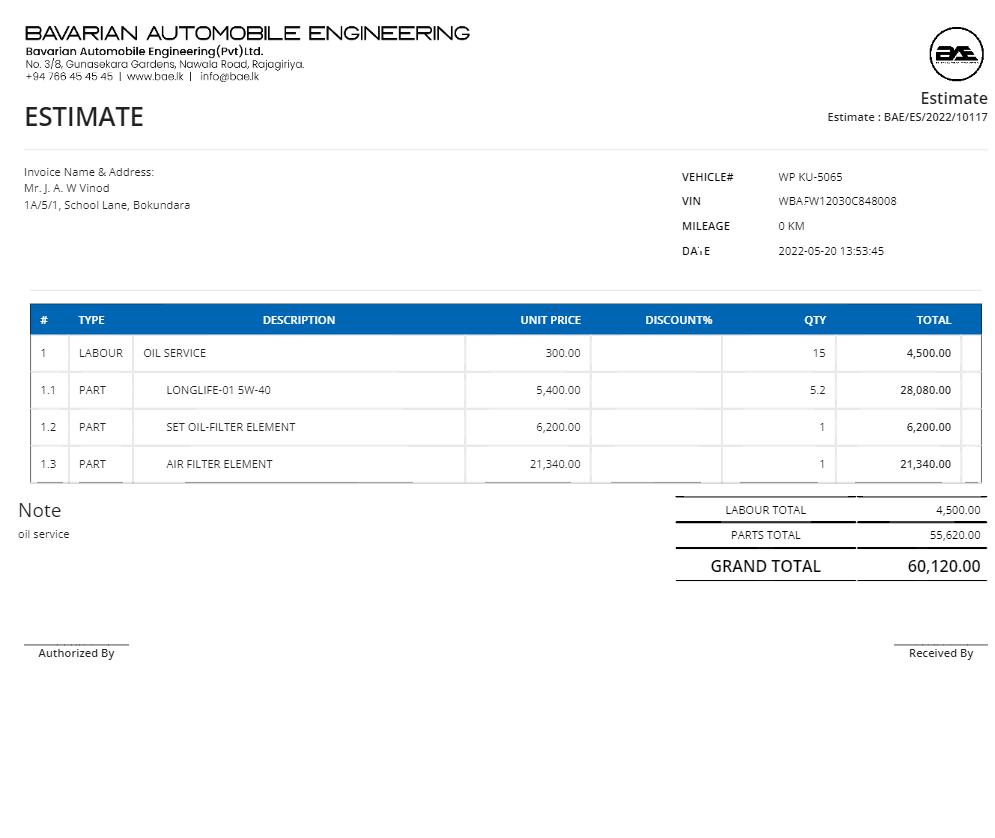 BAVARIAN AUTOMOBILE ENGINEERING
Bavarian Automobile Engineering(Pvt)Ltd.
No. 3/8, Gunasekara Gardens, Nawala Road, Rajagiriya.
+94 766 45 45 45 | www.bae.lk | info@bae.lk
BAE
Estimate
ESTIMATE
Estimate : BAE/ES/2022/10117
Invoice Name & Address:
Mr. J. A. W Vinod
1A/5/1, School Lane, Bokundara
VEHICLE# WP KU-5065
VIN WBAFW12030C848008
MILEAGE 0 KM
DATE 2022-05-20 13:53:45
# TYPE DESCRIPTION UNIT PRICE DISCOUNT% QTY TOTAL
1 LABOUR OIL SERVICE 300.00 15 4,500.00
1.1 PART LONGLIFE-01 5W-40 5,400.00 5.2 28,080.00
1.2 PART SET OIL-FILTER ELEMENT 6,200.00 1 6,200.00
1.3 PART AIR FILTER ELEMENT 21,340.00 1 21,340.00
Note
oil service
LABOUR TOTAL 4,500.00
PARTS TOTAL 55,620.00
GRAND TOTAL 60,120.00
Authorized By
Received By